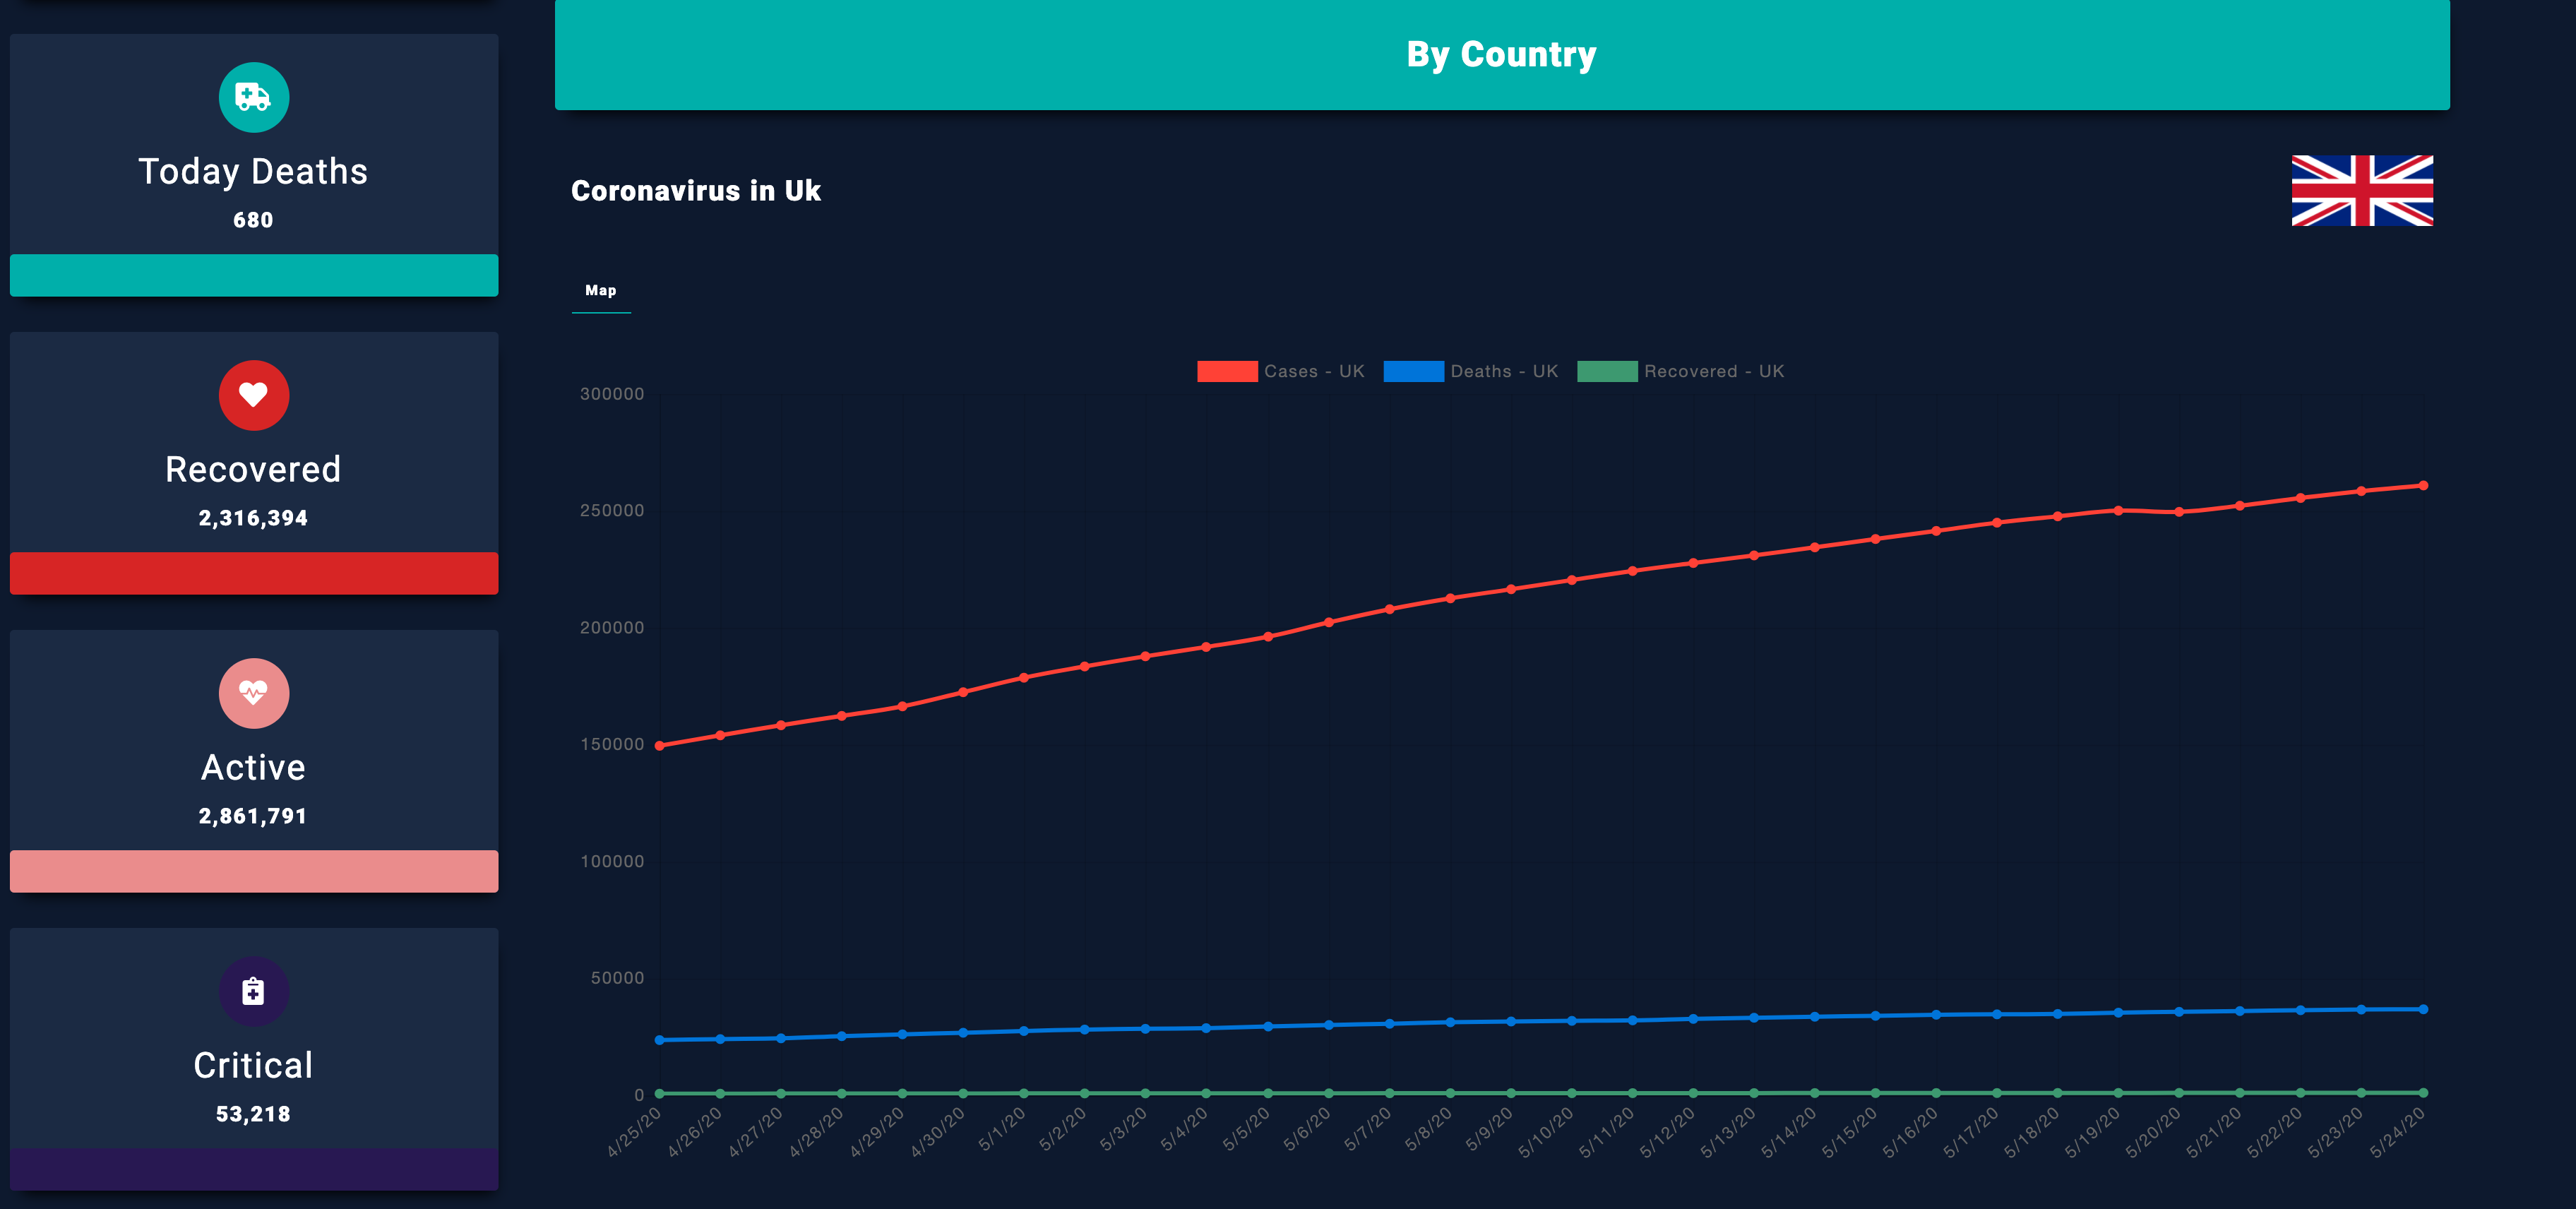 Today Deaths
680
Recovered
2,316,394
Active
2,861,791
Critical
53,218
By Country
Coronavirus in Uk
Map
Cases - UK Deaths - UK Recovered - UK
300000
250000
200000
150000
100000
50000
0
4/25/20 4/26/20 4/27/20 4/28/20 4/29/20 4/30/20 5/1/20 5/2/20 5/3/20 5/4/20 5/5/20 5/6/20 5/7/20 5/8/20 5/9/20 5/10/20 5/11/20 5/12/20 5/13/20 5/14/20 5/15/20 5/16/20 5/17/20 5/18/20 5/19/20 5/20/20 5/21/20 5/22/20 5/23/20 5/24/20